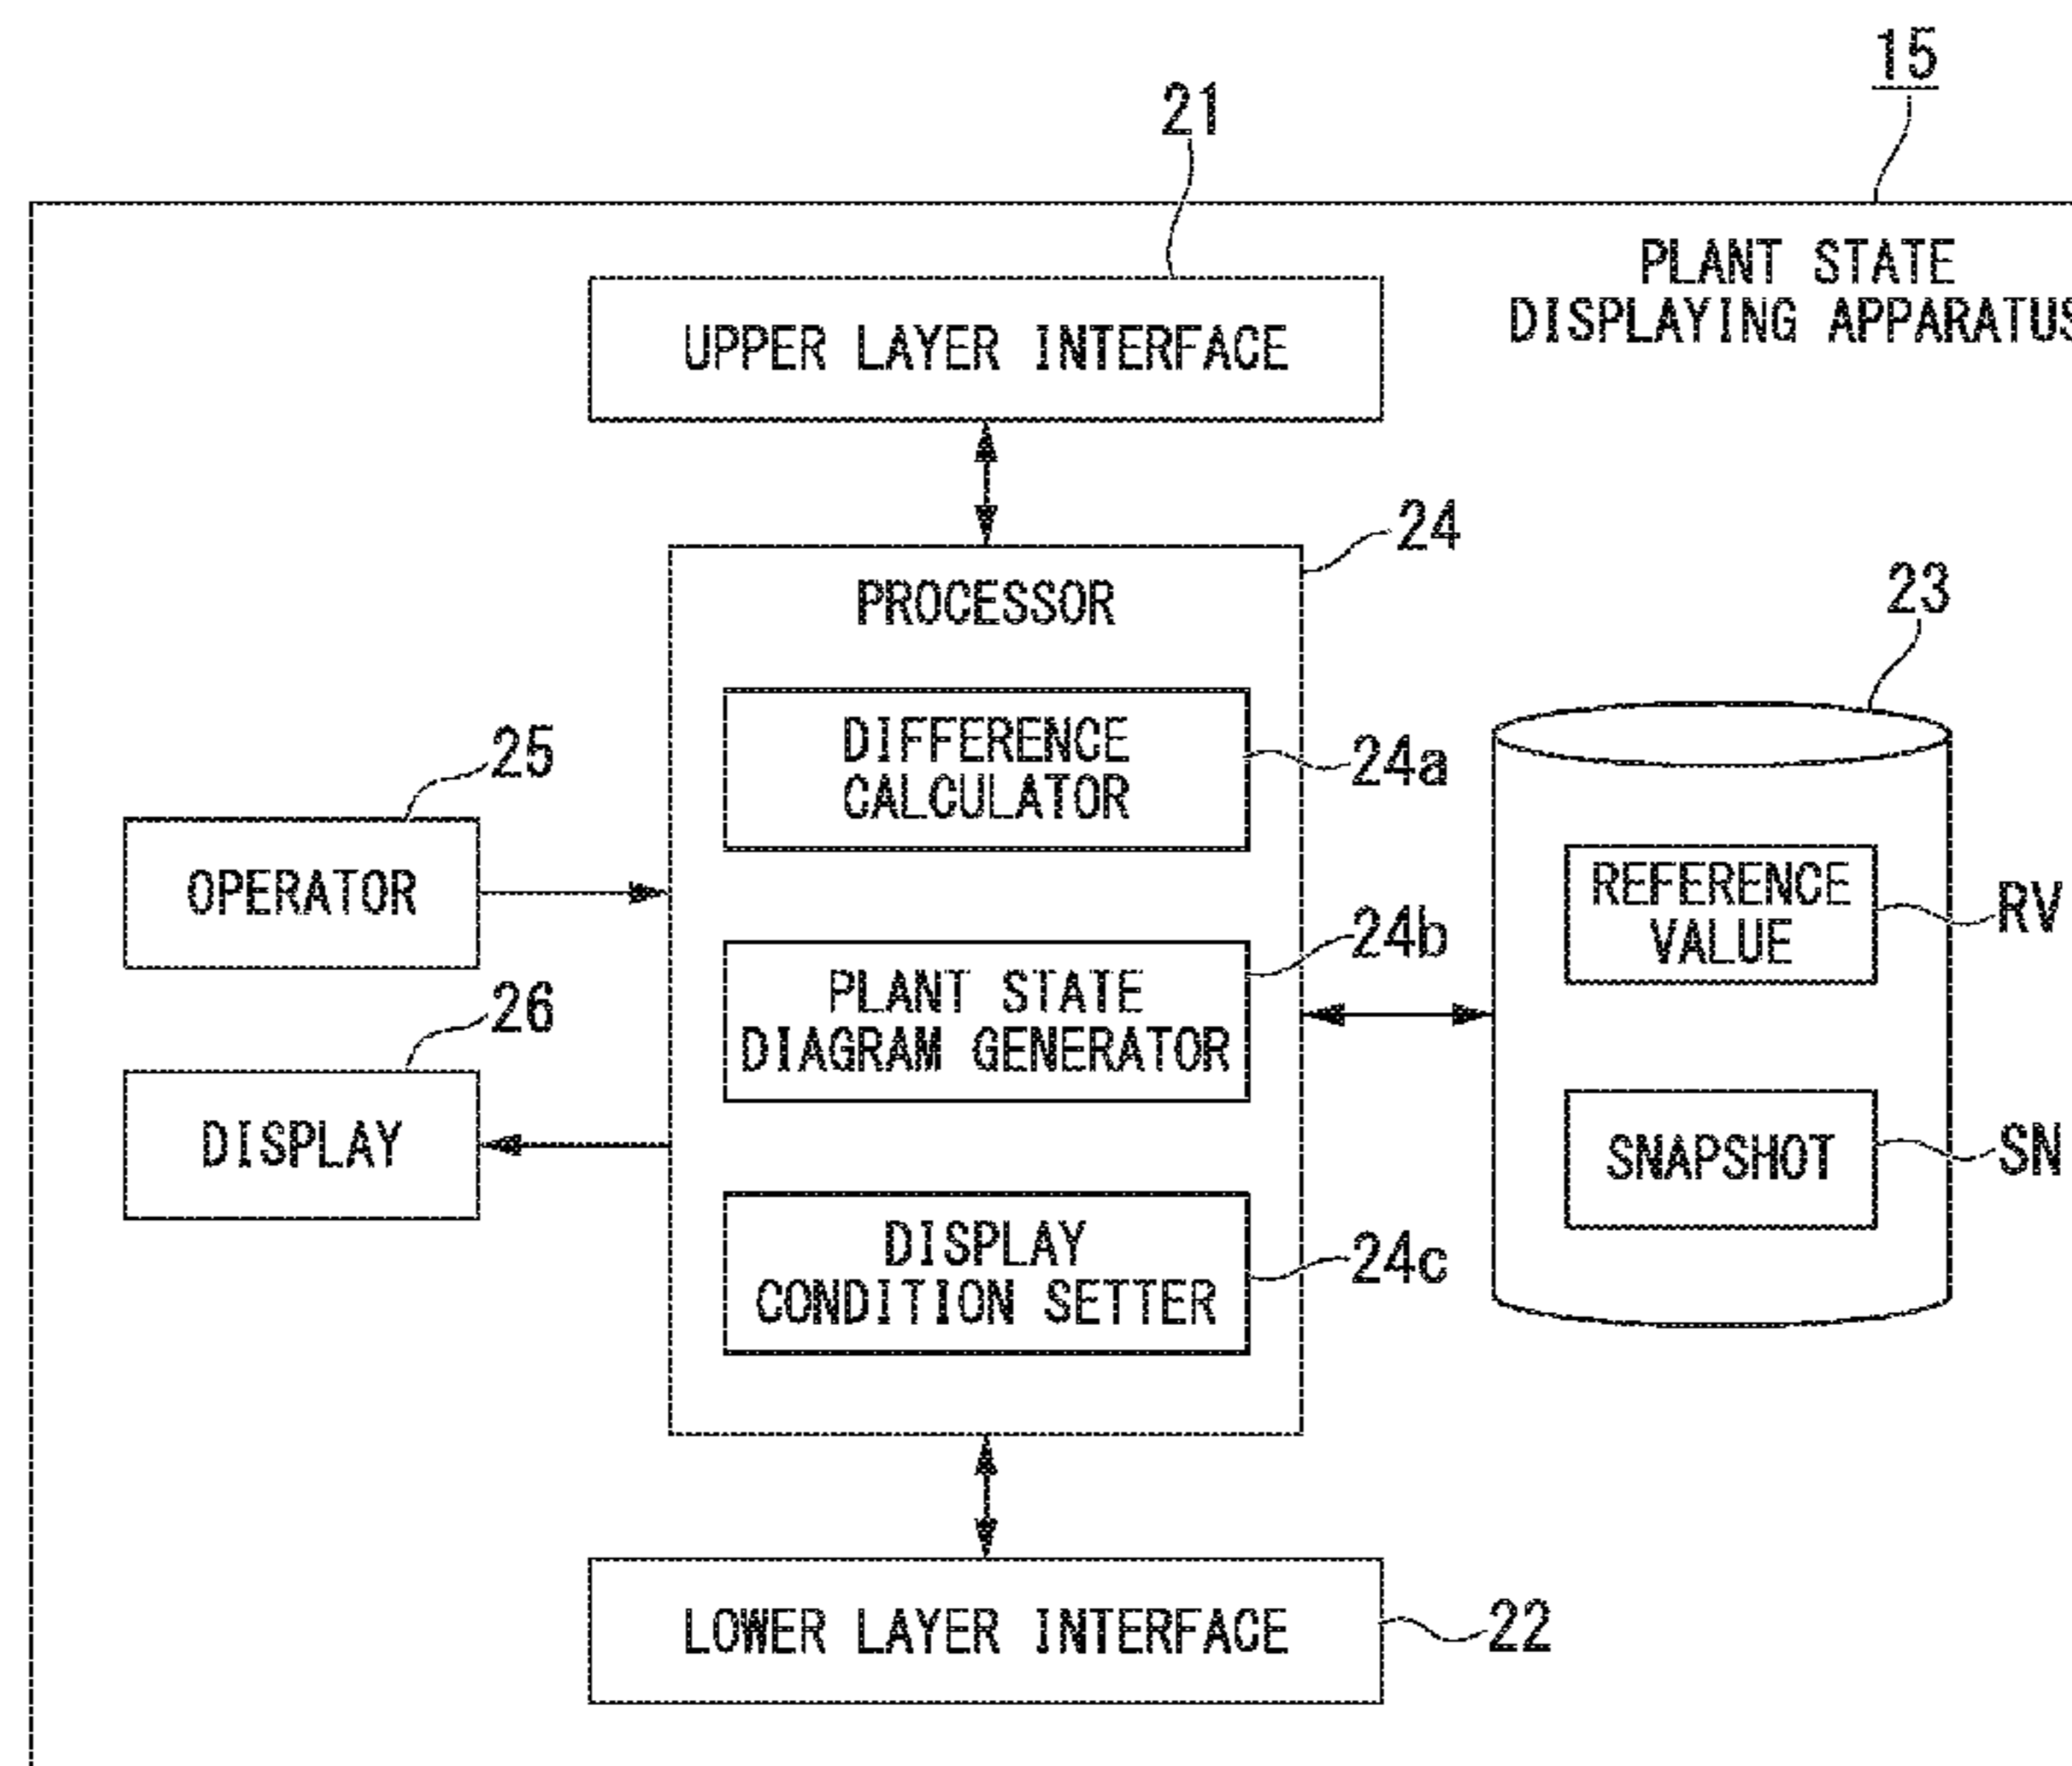 15
21
PLANT STATE
DISPLAYING APPARATUS
UPPER LAYER INTERFACE
24
PROCESSOR
23
DIFFERENCE
CALCULATOR
24a
25
OPERATOR
REFERENCE
VALUE
RV
24b
PLANT STATE
DIAGRAM GENERATOR
26
DISPLAY
SNAPSHOT
SN
DISPLAY
CONDITION SETTER
24c
LOWER LAYER INTERFACE
22